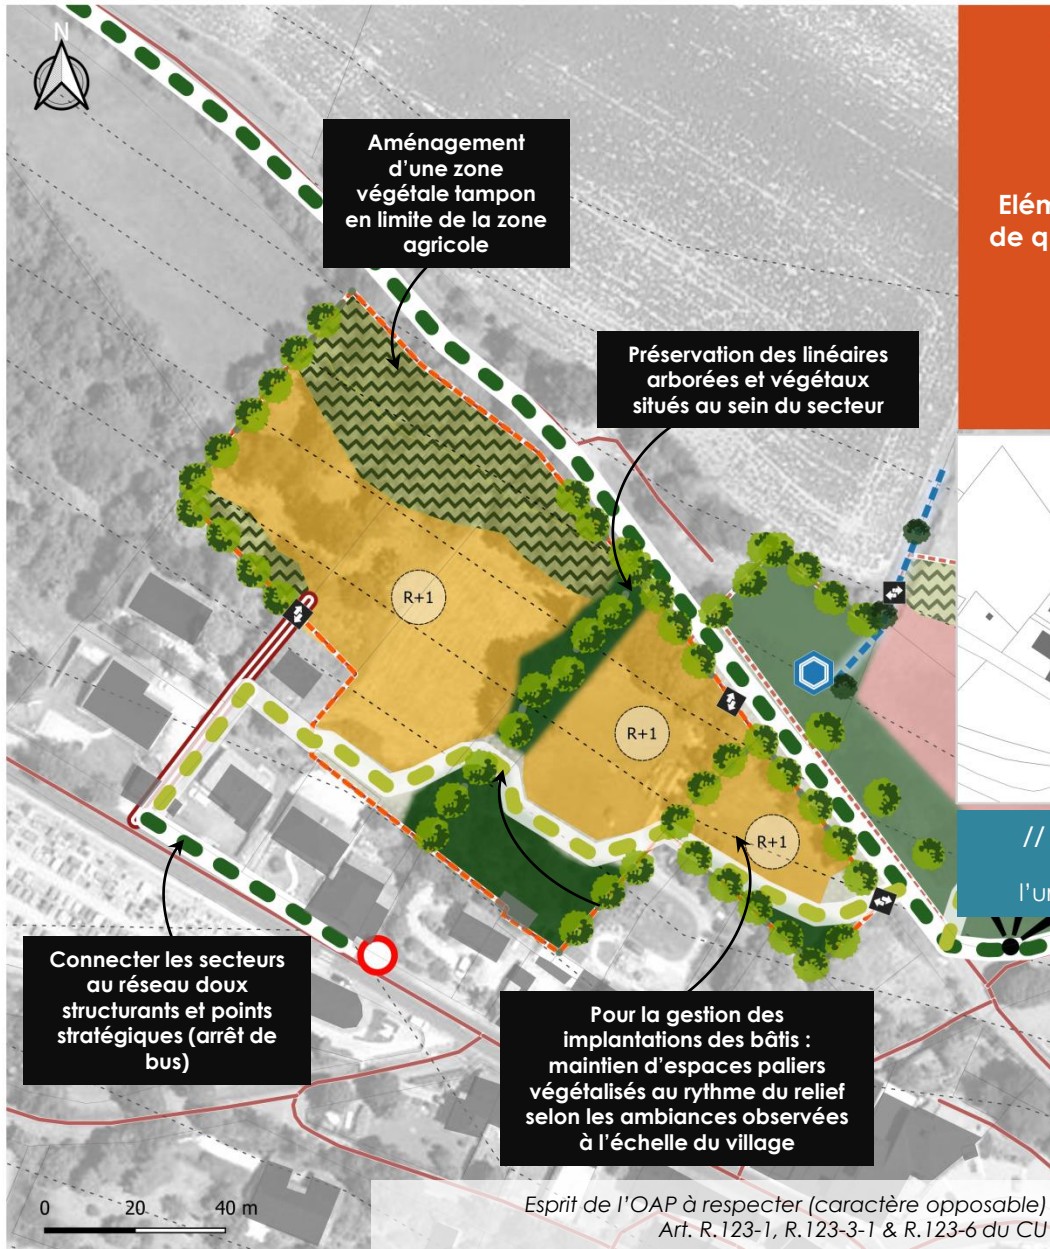 N
Aménagement
d'une zone
végétale tampon
en limite de la zone
agricole
Elém
de q
Préservation des linéaires
arborées et végétaux
situés au sein du secteur
R+1
R+1
R+1
//
l'ur
Connecter les secteurs
au réseau doux
structurants et points
stratégiques (arrêt de
bus)
Pour la gestion des
implantations des bâtis :
maintien d'espaces paliers
végétalisés au rythme du relief
selon les ambiances observées
à l'échelle du village
0 20 40 m
Esprit de l'OAP à respecter (caractère opposable)
Art. R.123-1, R.123-3-1 & R.123-6 du CU